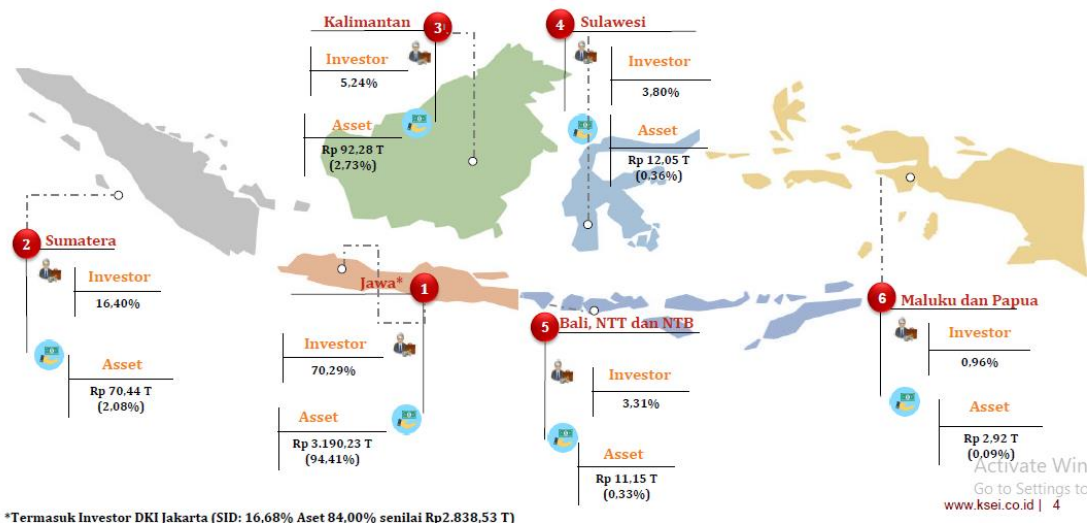 Kalimantan
3
Investor
5,24%
Asset
Rp 92.28 T
(2.73%)
4
Sulawesi
Investor
3,80%
Asset
Rp 12.05 T
(0.36%)
2
Sumatera
Investor
16.40%
Asset
Rp 70,44 T
(2.08%)
Jawa*
1
Investor
70,29%
Asset
Rp 3.190,23 T
(94,41%)
5
Bali, NTT dan NTB
Investor
3,31%
Asset
Rp 11,15 T
(0,33%)
6
Maluku dan Papua
Investor
0,96%
Asset
Rp 2,92 T
(0,09%)
Activate Win
Go to Settings to
www.ksei.co.id | 4
*Termasuk Investor DKI Jakarta (SID: 16,68% Aset 84,00% senilai Rp2.838,53 T)